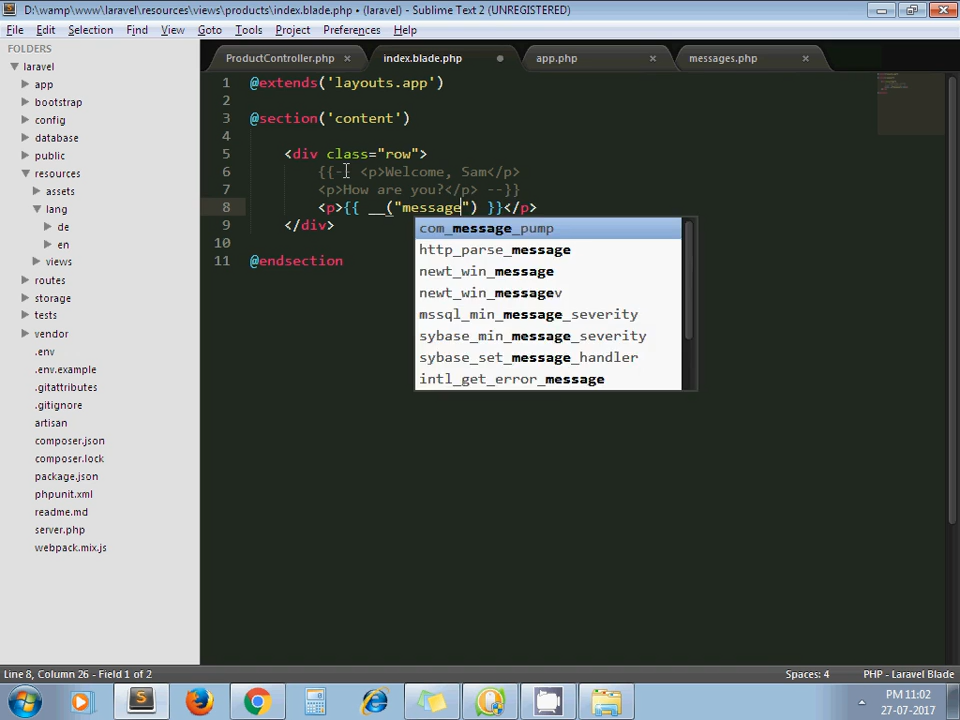 D:\wamp\www\laravel\resources\views\products\index.blade.php • (laravel) - Sublime Text 2 (UNREGISTERED)
File Edit Selection Find View Goto Tools Project Preferences Help
FOLDERS
laravel
app
bootstrap
config
database
public
resources
assets
lang
de
en
views
routes
storage
tests
vendor
.env
.env.example
.gitattributes
.gitignore
artisan
composer.json
composer.lock
package.json
phpunit.xml
readme.md
server.php
webpack.mix.js
ProductController.php × index.blade.php • app.php × messages.php ×
1 @extends('layouts.app')
2
3 @section('content')
4
5 <div class="row">
6 {{-- <p>Welcome, Sam</p>
7 <p>How are you?</p> --}}
8 <p>{{ __("message") }}</p>
9 </div>
10
11 @endsection
com_message_pump
http_parse_message
newt_win_message
newt_win_messagev
mssql_min_message_severity
sybase_min_message_severity
sybase_set_message_handler
intl_get_error_message
Line 8, Column 26 - Field 1 of 2 Spaces: 4 PHP - Laravel Blade
PM 11:02
27-07-2017